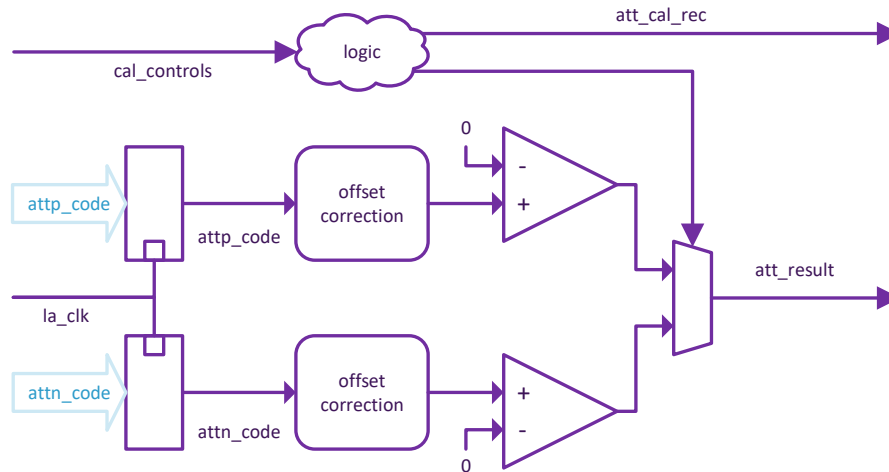 att_cal_rec
logic
cal_controls
0
-
attp_code
offset
correction
+
attp_code
att_result
la_clk
attn_code
offset
correction
+
-
attn_code
0